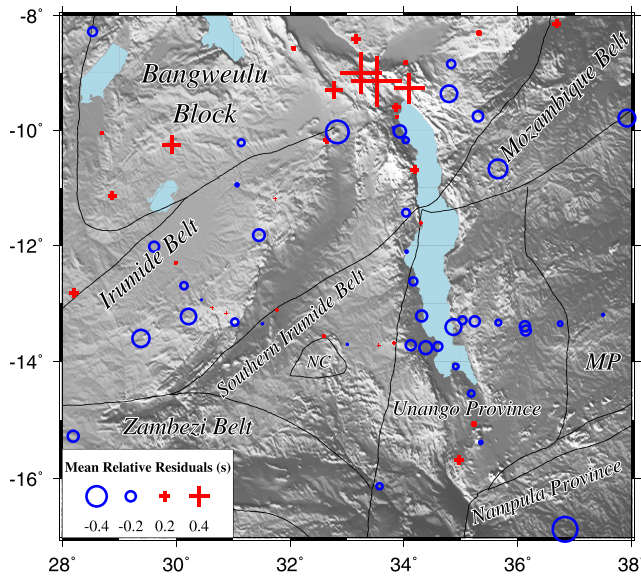 -8°
Bangweulu
Block
Mozambique Belt
-10°
Irumide Belt
-12°
Southern Irumide Belt
-14°
NC
MP
Unango Province
Zambezi Belt
Nampula Province
-16°
Mean Relative Residuals (s)
-0.4 -0.2 0.2 0.4
28° 30° 32° 34° 36° 38°